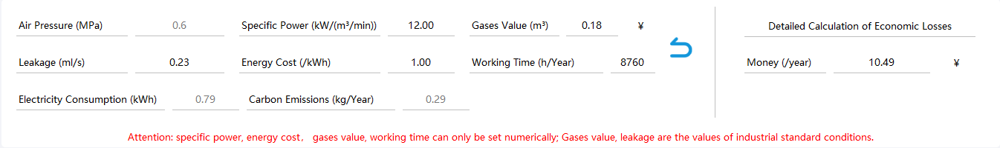 Air Pressure (MPa) 0.6 Specific Power (kW/(m³/min)) 12.00 Gases Value (m³) 0.18 ¥ Detailed Calculation of Economic Losses
Leakage (ml/s) 0.23 Energy Cost (/kWh) 1.00 Working Time (h/Year) 8760 Money (/year) 10.49 ¥
Electricity Consumption (kWh) 0.79 Carbon Emissions (kg/Year) 0.29
Attention: specific power, energy cost， gases value, working time can only be set numerically; Gases value, leakage are the values of industrial standard conditions.